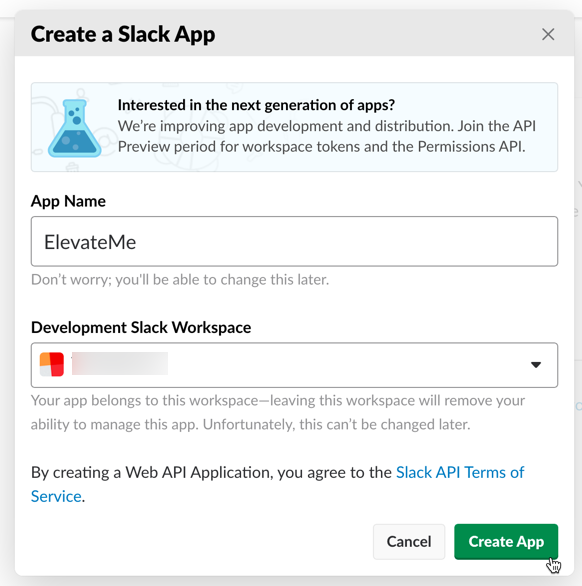 Create a Slack App
Interested in the next generation of apps?
We're improving app development and distribution. Join the API
Preview period for workspace tokens and the Permissions API.
App Name
ElevateMe
Don't worry; you'll be able to change this later.
Development Slack Workspace
Your app belongs to this workspace—leaving this workspace will remove your
ability to manage this app. Unfortunately, this can't be changed later.
By creating a Web API Application, you agree to the Slack API Terms of
Service.
Cancel
Create App